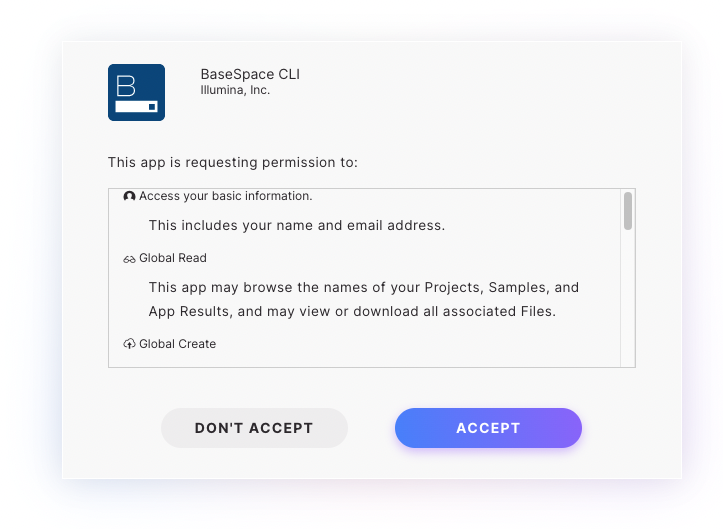 B
BaseSpace CLI
Illumina, Inc.
This app is requesting permission to:
Access your basic information.
This includes your name and email address.
Global Read
This app may browse the names of your Projects, Samples, and
App Results, and may view or download all associated Files.
Global Create
DON'T ACCEPT
ACCEPT